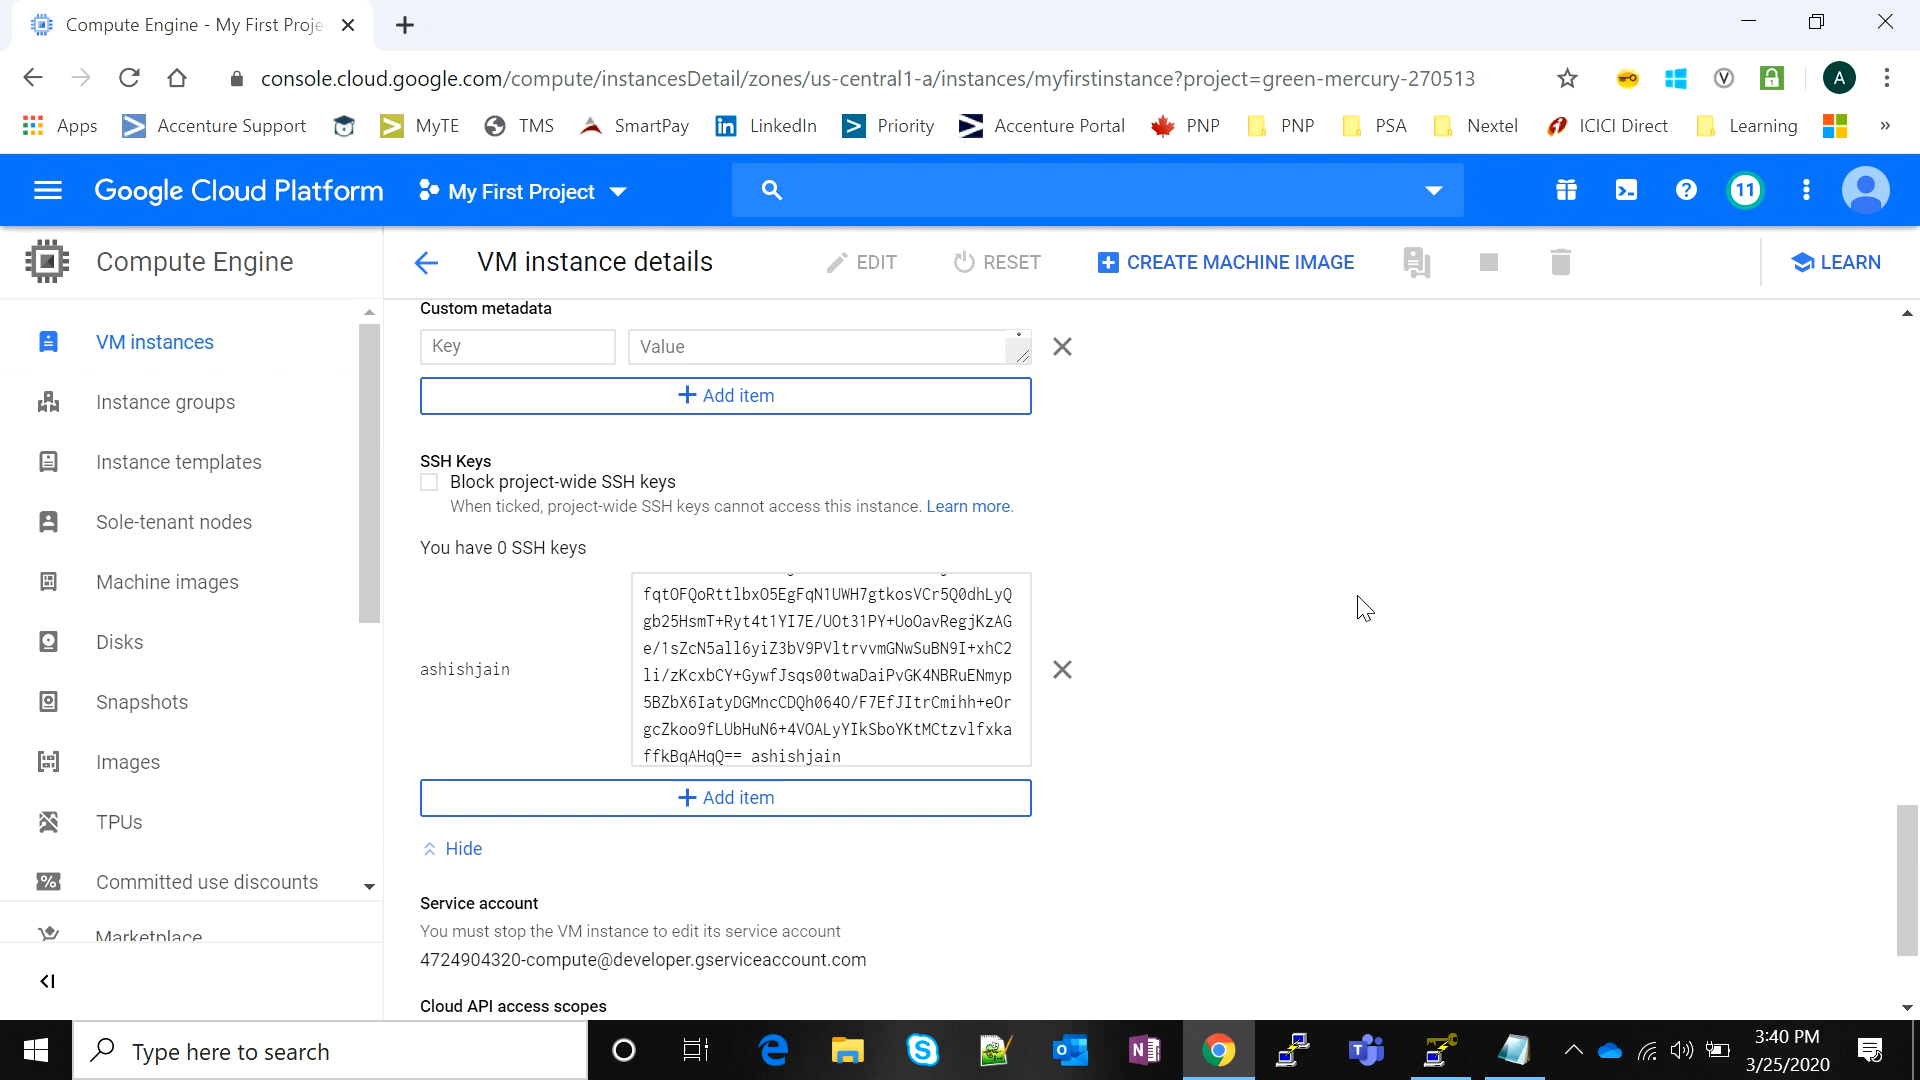 Compute Engine - My First Proje
console.cloud.google.com/compute/instancesDetail/zones/us-central1-a/instances/myfirstinstance?project=green-mercury-270513
A
Apps
Accenture Support
MyTE
TMS
SmartPay
LinkedIn
Priority
Accenture Portal
PNP
PNP
PSA
Nextel
ICICI Direct
Learning
»
Google Cloud Platform
My First Project
11
Compute Engine
VM instance details
EDIT
RESET
CREATE MACHINE IMAGE
LEARN
VM instances
Instance groups
Instance templates
Sole-tenant nodes
Machine images
Disks
Snapshots
Images
TPUs
Committed use discounts
Marketplace
Custom metadata
Key
Value
+ Add item
SSH Keys
Block project-wide SSH keys
When ticked, project-wide SSH keys cannot access this instance. Learn more.
You have 0 SSH keys
ashishjain
fqtOFQoRttlbxO5EgFqN1UWH7gtkosVCr5Q0dhLyQ
gb25HsmT+Ryt4t1YI7E/UOt31PY+UoOavRegjKzAG
e/1sZcN5all6yiZ3bV9PVltrvvmGNwSuBN9I+xhC2
li/zKcxbCY+GywfJsqs00twaDaiPvGK4NBRuENmyp
5BZbX6IatyDGMncCDQh064O/F7EfJItrCmihh+eOr
gcZkoo9fLUbHuN6+4VOALyYIkSboYKtMCtzvlfxka
ffkBqAHqQ== ashishjain
+ Add item
Hide
Service account
You must stop the VM instance to edit its service account
4724904320-compute@developer.gserviceaccount.com
Cloud API access scopes
Type here to search
3:40 PM
3/25/2020